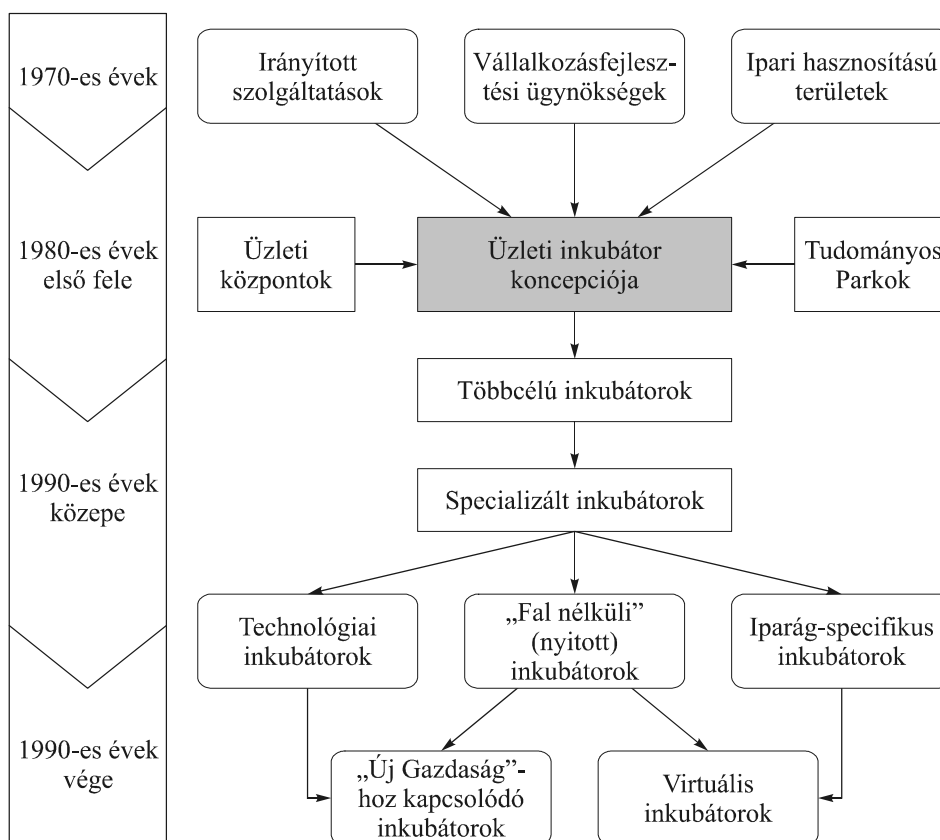 1970-es évek
Irányított
szolgáltatások
Vállalkozásfejlesz-
tési ügynökségek
Ipari hasznosítású
területek
1980-es évek
első fele
Üzleti
központok
Üzleti inkubátor
koncepciója
Tudományos
Parkok
Többcélú inkubátorok
1990-es évek
közepe
Specializált inkubátorok
Technológiai
inkubátorok
„Fal nélküli”
(nyitott)
inkubátorok
Iparág-specifikus
inkubátorok
1990-es évek
vége
„Új Gazdaság”-
hoz kapcsolódó
inkubátorok
Virtuális
inkubátorok